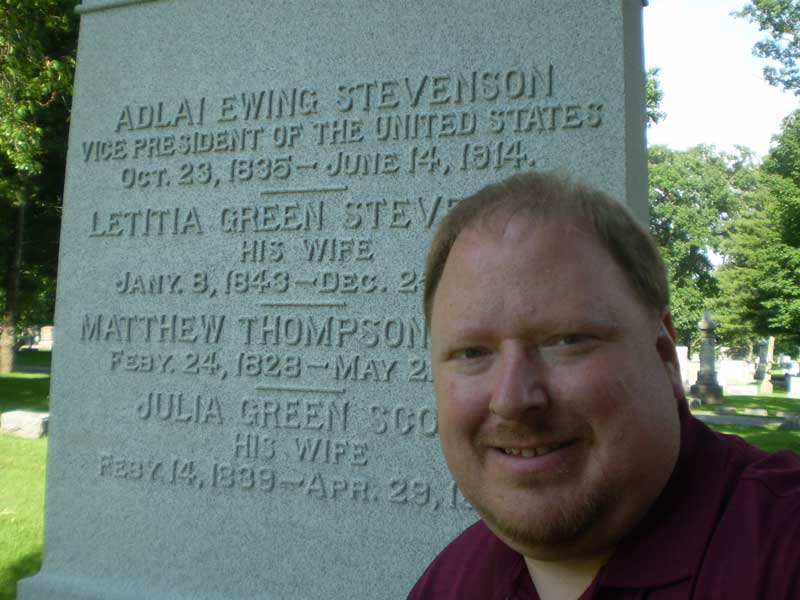 ADLAI EWING STEVENSON
VICE PRESIDENT OF THE UNITED STATES
OCT. 23, 1835—JUNE 14, 1914.
LETITIA GREEN
HIS WIFE
JANY. 8, 1843—DEC.
MATTHEW THOMPSON
FEBY. 24, 1828—MAY
JULIA GREEN
HIS WIFE
FEBY. 14, 1839—APR. 29,